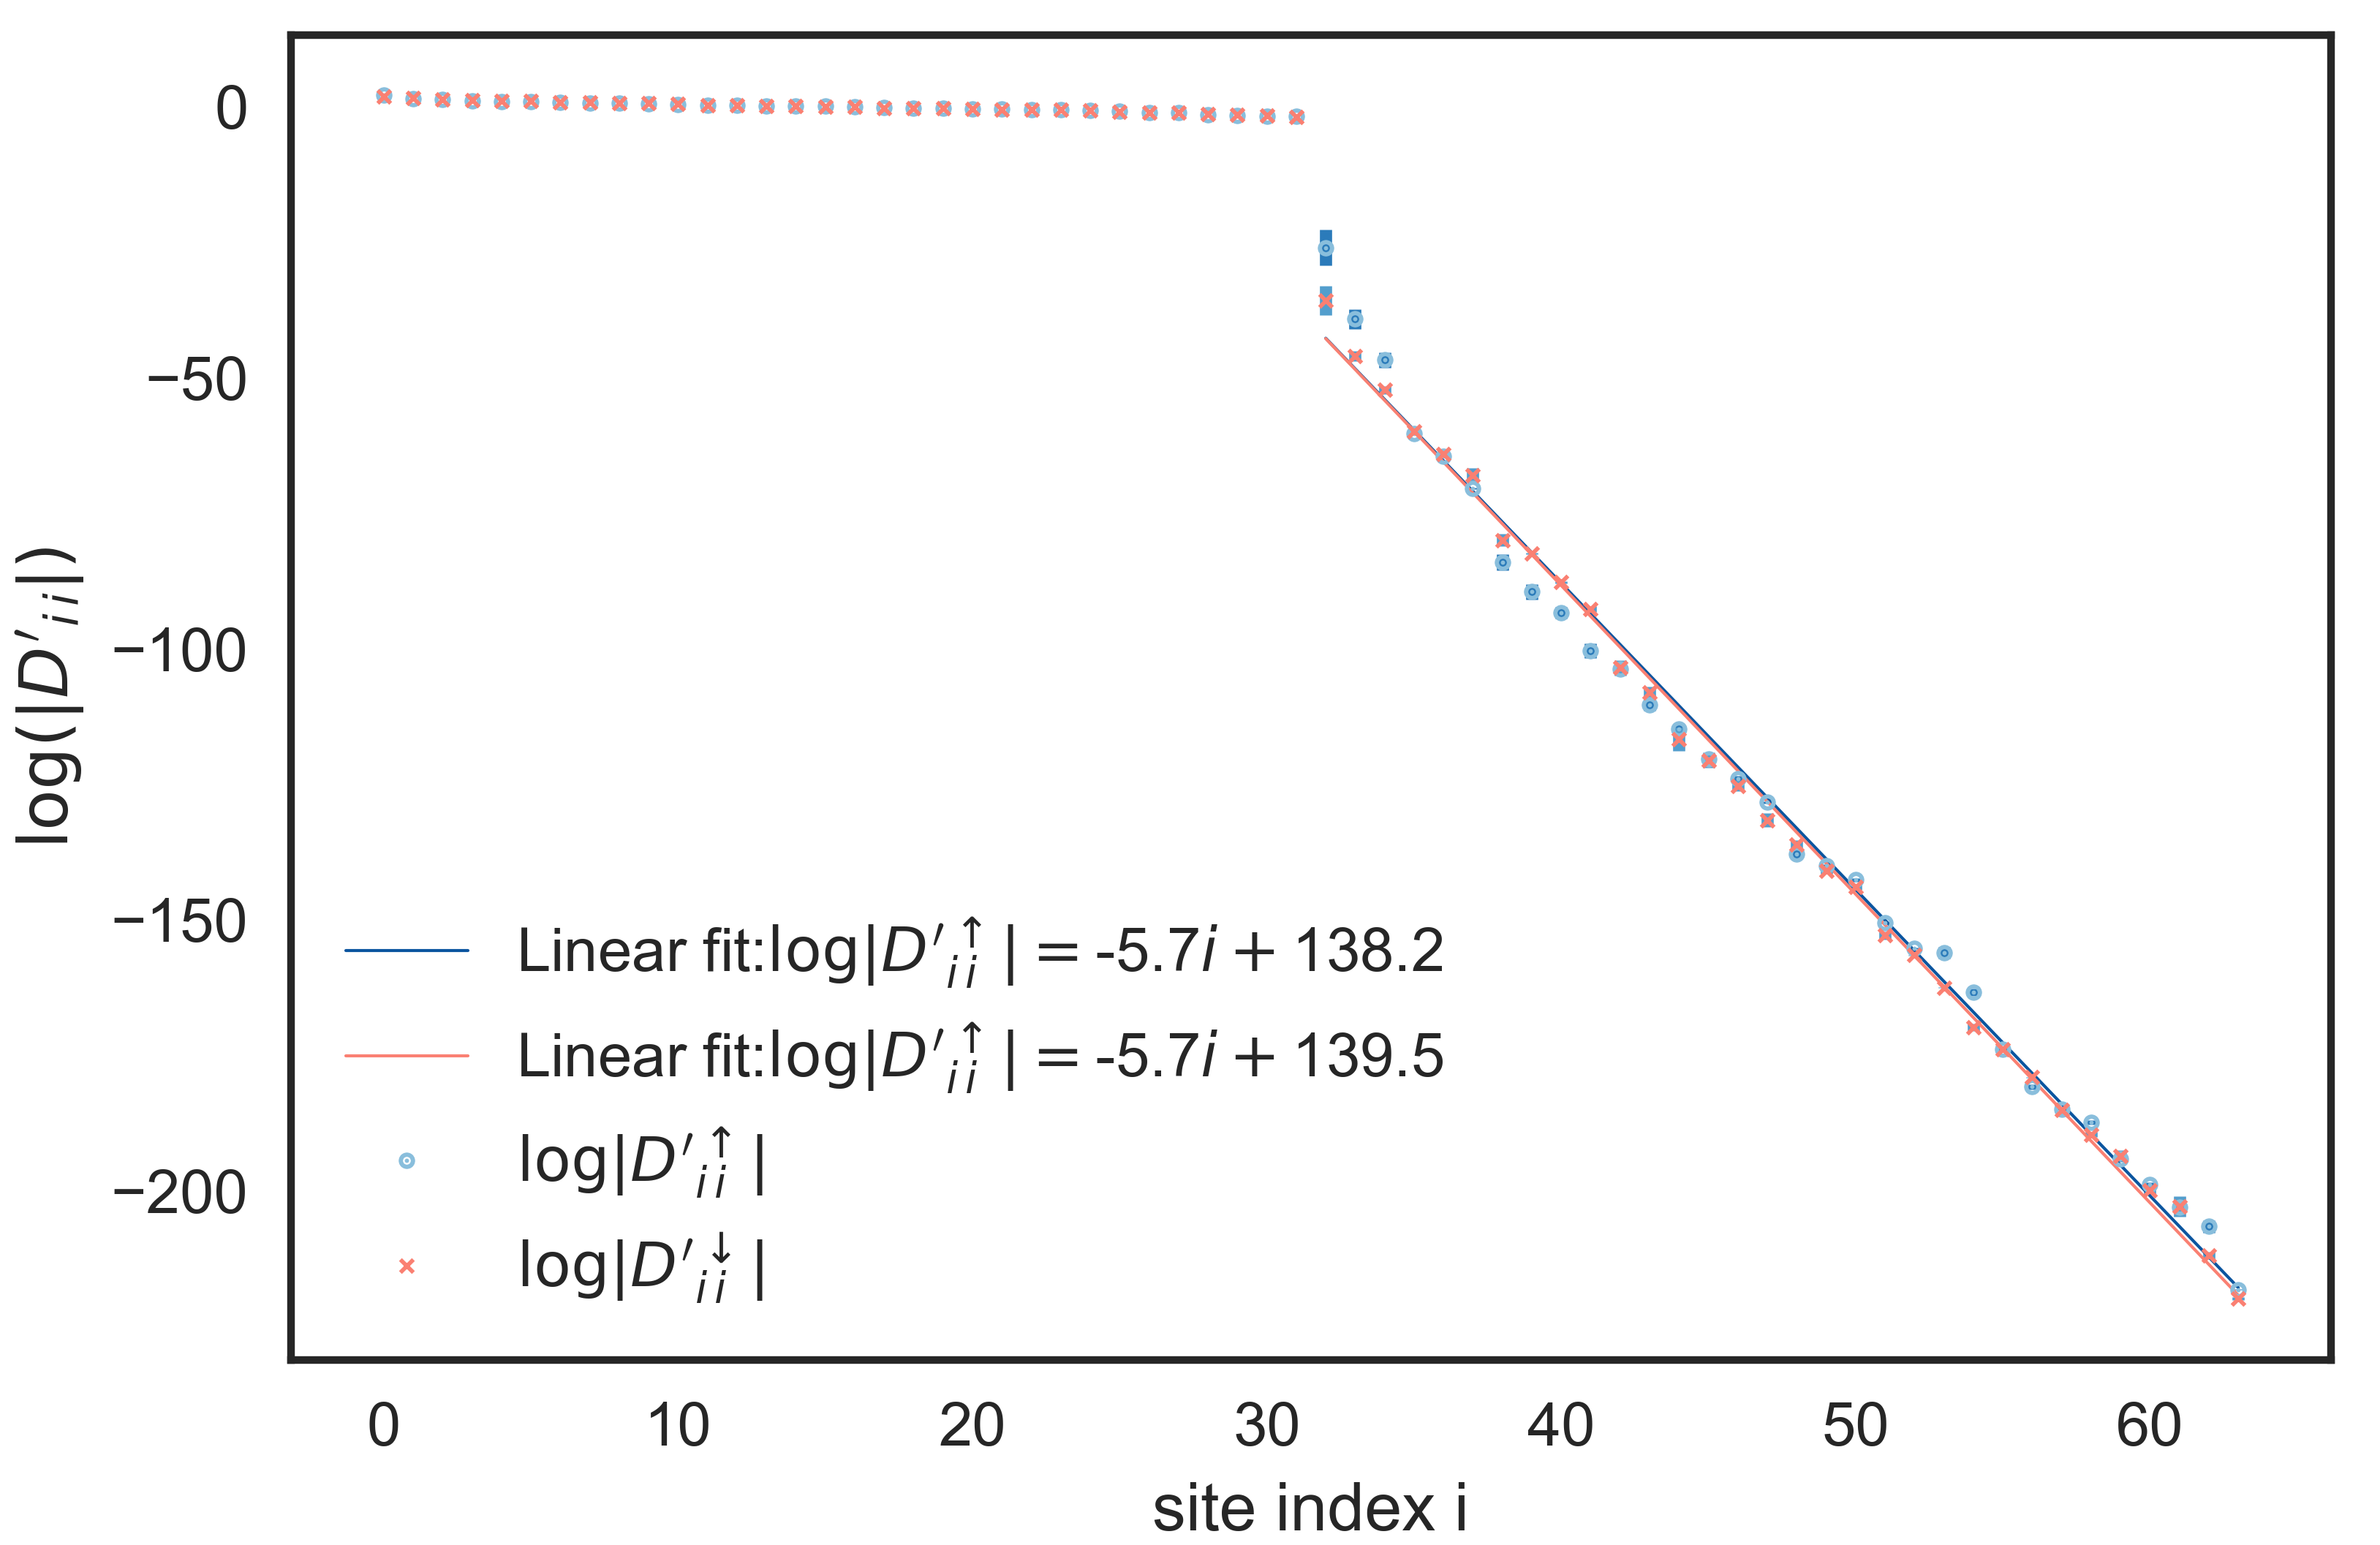 0
−50
−100
−150
−200
log(|D′ii|)
Linear fit:log|D′↑ii| = -5.7i + 138.2
Linear fit:log|D′↑ii| = -5.7i + 139.5
log|D′↑ii|
log|D′↓ii|
0 10 20 30 40 50 60
site index i